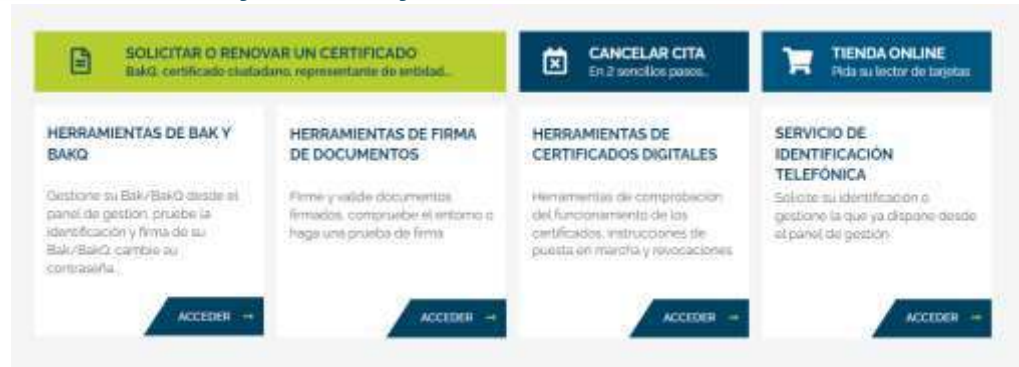 SOLICITAR O RENOVAR UN CERTIFICADO
BakQ, certificado ciudadano, representante de entidad...
CANCELAR CITA
En 2 sencillos pasos...
TIENDA ONLINE
Pida su lector de tarjetas
HERRAMIENTAS DE BAK Y
BAKQ
Gestione su Bak/BakQ desde el
panel de gestión, pruebe la
identificación y firma de su
Bak/BakQ, cambie su
contraseña...
ACCEDER →
HERRAMIENTAS DE FIRMA
DE DOCUMENTOS
Firme y valide documentos
firmados, compruebe el entorno o
haga una prueba de firma
ACCEDER →
HERRAMIENTAS DE
CERTIFICADOS DIGITALES
Herramientas de comprobación
del funcionamiento de los
certificados, instrucciones de
puesta en marcha y revocaciones
ACCEDER →
SERVICIO DE
IDENTIFICACIÓN
TELEFÓNICA
Solicite su identificación o
gestione la que ya dispone desde
el panel de gestión
ACCEDER →